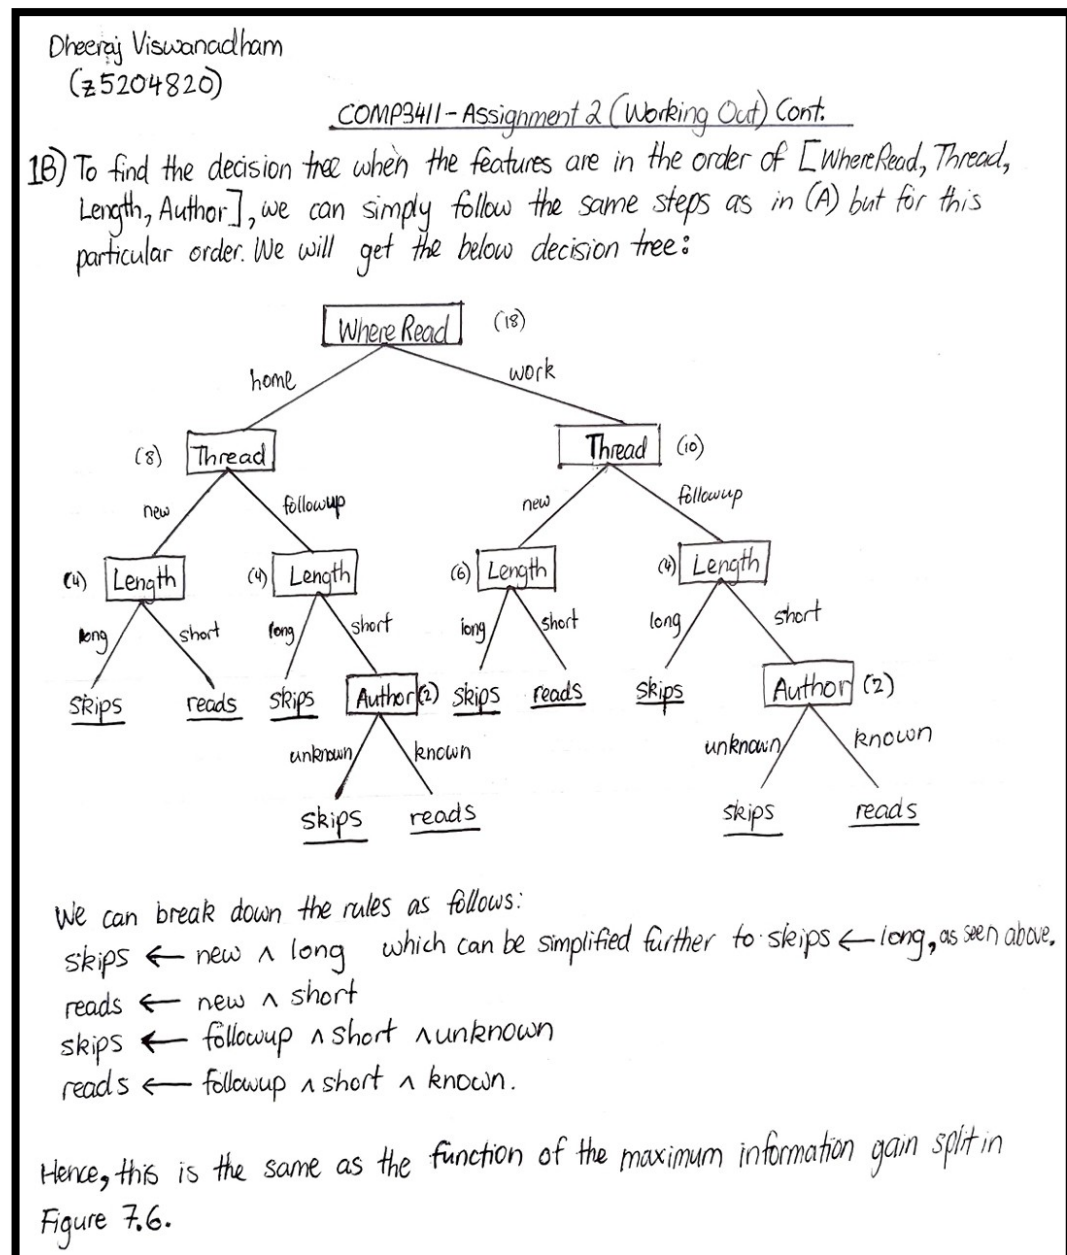 Dheeraj Viswanadham
(z5204820)
COMP3411-Assignment 2 (Working Out) Cont.
1B) To find the decision tree when the features are in the order of [WhereRead, Thread,
Length, Author], we can simply follow the same steps as in (A) but for this
particular order. We will get the below decision tree:
Where Read (18)
home work
(8) Thread Thread (10)
new followup new followup
(4) Length (4) Length (6) Length (4) Length
long short long short long short long short
skips reads skips Author (2) skips reads skips Author (2)
unknown known unknown known
skips reads skips reads
We can break down the rules as follows:
skips ← new ∧ long which can be simplified further to skips ← long, as seen above.
reads ← new ∧ short
skips ← followup ∧ short ∧ unknown
reads ← followup ∧ short ∧ known.
Hence, this is the same as the function of the maximum information gain split in
Figure 7.6.